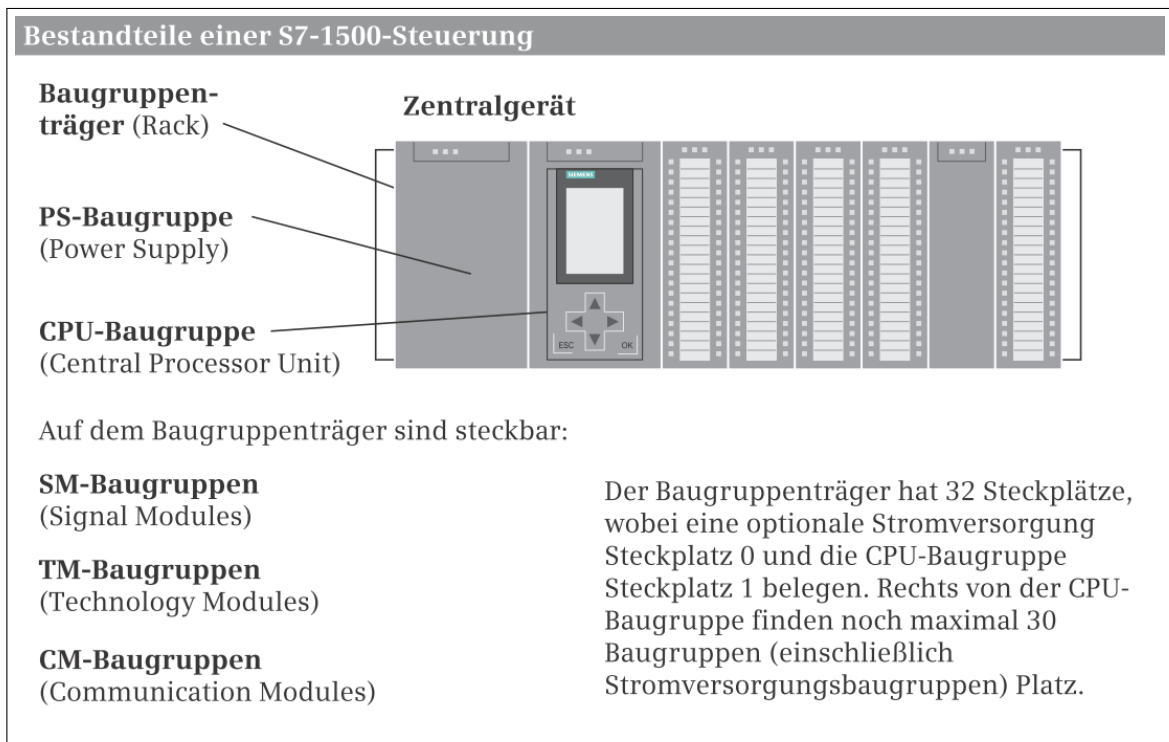 Bestandteile einer S7-1500-Steuerung
Baugruppen-
träger (Rack)
Zentralgerät
PS-Baugruppe
(Power Supply)
CPU-Baugruppe
(Central Processor Unit)
SIEMENS
ESC
OK
Auf dem Baugruppenträger sind steckbar:
SM-Baugruppen
(Signal Modules)
TM-Baugruppen
(Technology Modules)
CM-Baugruppen
(Communication Modules)
Der Baugruppenträger hat 32 Steckplätze,
wobei eine optionale Stromversorgung
Steckplatz 0 und die CPU-Baugruppe
Steckplatz 1 belegen. Rechts von der CPU-
Baugruppe finden noch maximal 30
Baugruppen (einschließlich
Stromversorgungsbaugruppen) Platz.